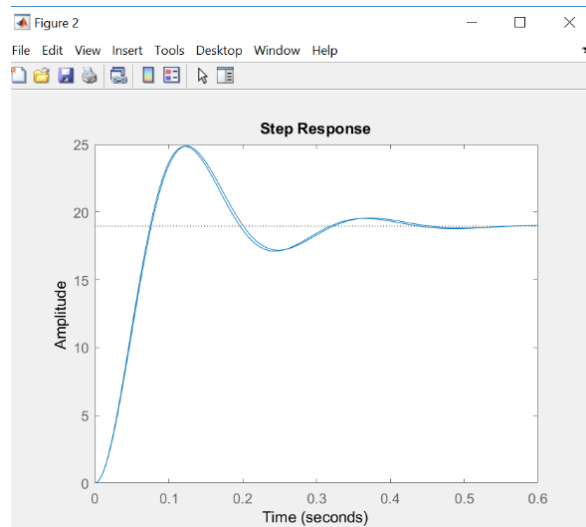 Figure 2
File Edit View Insert Tools Desktop Window Help
Step Response
25
20
15
10
5
0
Amplitude
0 0.1 0.2 0.3 0.4 0.5 0.6
Time (seconds)